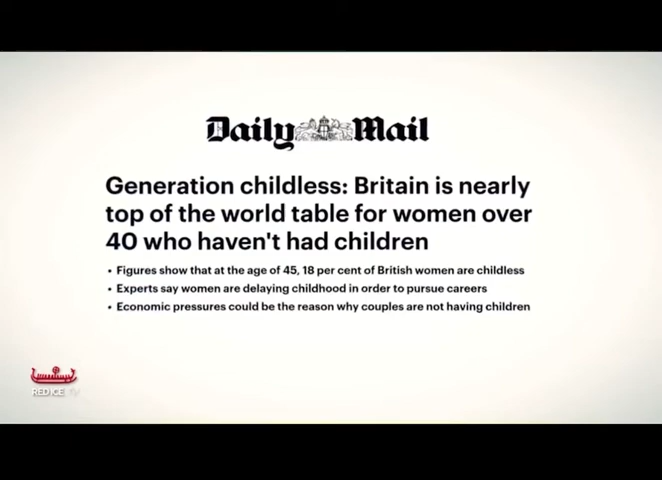 Daily Mail
Generation childless: Britain is nearly
top of the world table for women over
40 who haven't had children
• Figures show that at the age of 45, 18 per cent of British women are childless
• Experts say women are delaying childhood in order to pursue careers
• Economic pressures could be the reason why couples are not having children
RED ICE TV